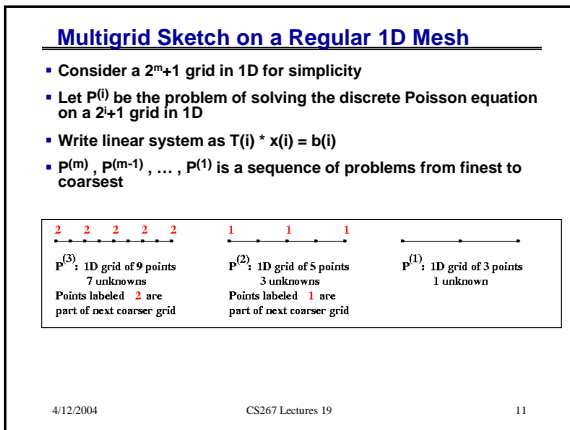 Multigrid Sketch on a Regular 1D Mesh
▪ Consider a 2ᵐ+1 grid in 1D for simplicity
▪ Let P⁽ⁱ⁾ be the problem of solving the discrete Poisson equation
on a 2ⁱ+1 grid in 1D
▪ Write linear system as T(i) * x(i) = b(i)
▪ P⁽ᵐ⁾ , P⁽ᵐ⁻¹⁾ , … , P⁽¹⁾ is a sequence of problems from finest to
coarsest
2 2 2 2 2
P⁽³⁾: 1D grid of 9 points
7 unknowns
Points labeled 2 are
part of next coarser grid
1 1 1
P⁽²⁾: 1D grid of 5 points
3 unknowns
Points labeled 1 are
part of next coarser grid
P⁽¹⁾: 1D grid of 3 points
1 unknown
4/12/2004 CS267 Lectures 19 11